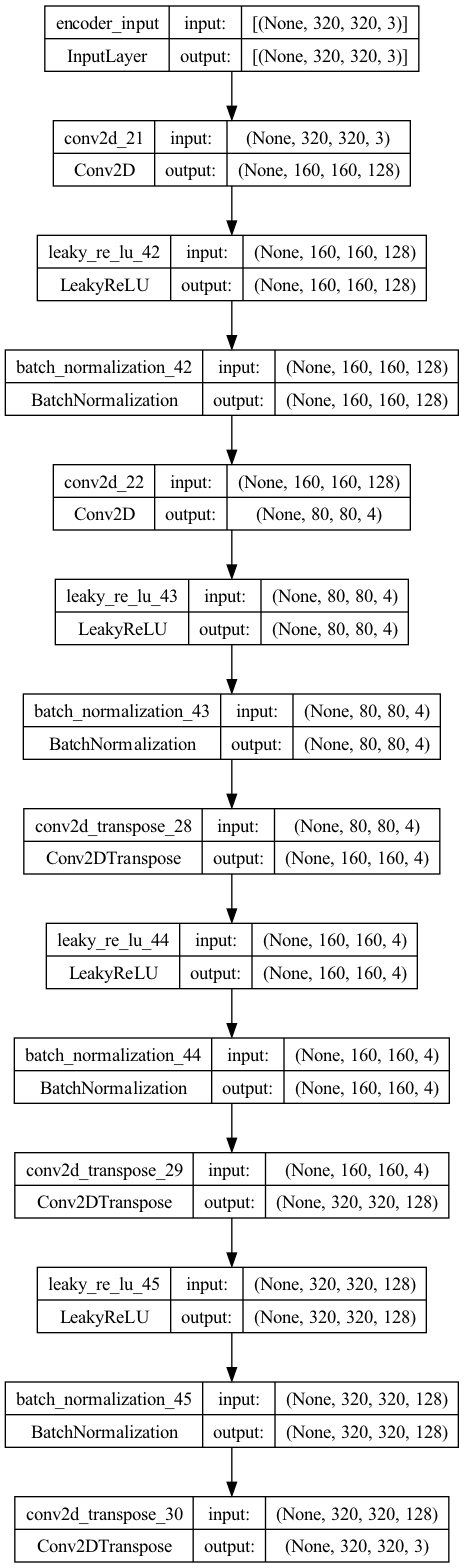 encoder_input input: [(None, 320, 320, 3)]
InputLayer output: [(None, 320, 320, 3)]
conv2d_21 input: (None, 320, 320, 3)
Conv2D output: (None, 160, 160, 128)
leaky_re_lu_42 input: (None, 160, 160, 128)
LeakyReLU output: (None, 160, 160, 128)
batch_normalization_42 input: (None, 160, 160, 128)
BatchNormalization output: (None, 160, 160, 128)
conv2d_22 input: (None, 160, 160, 128)
Conv2D output: (None, 80, 80, 4)
leaky_re_lu_43 input: (None, 80, 80, 4)
LeakyReLU output: (None, 80, 80, 4)
batch_normalization_43 input: (None, 80, 80, 4)
BatchNormalization output: (None, 80, 80, 4)
conv2d_transpose_28 input: (None, 80, 80, 4)
Conv2DTranspose output: (None, 160, 160, 4)
leaky_re_lu_44 input: (None, 160, 160, 4)
LeakyReLU output: (None, 160, 160, 4)
batch_normalization_44 input: (None, 160, 160, 4)
BatchNormalization output: (None, 160, 160, 4)
conv2d_transpose_29 input: (None, 160, 160, 4)
Conv2DTranspose output: (None, 320, 320, 128)
leaky_re_lu_45 input: (None, 320, 320, 128)
LeakyReLU output: (None, 320, 320, 128)
batch_normalization_45 input: (None, 320, 320, 128)
BatchNormalization output: (None, 320, 320, 128)
conv2d_transpose_30 input: (None, 320, 320, 128)
Conv2DTranspose output: (None, 320, 320, 3)